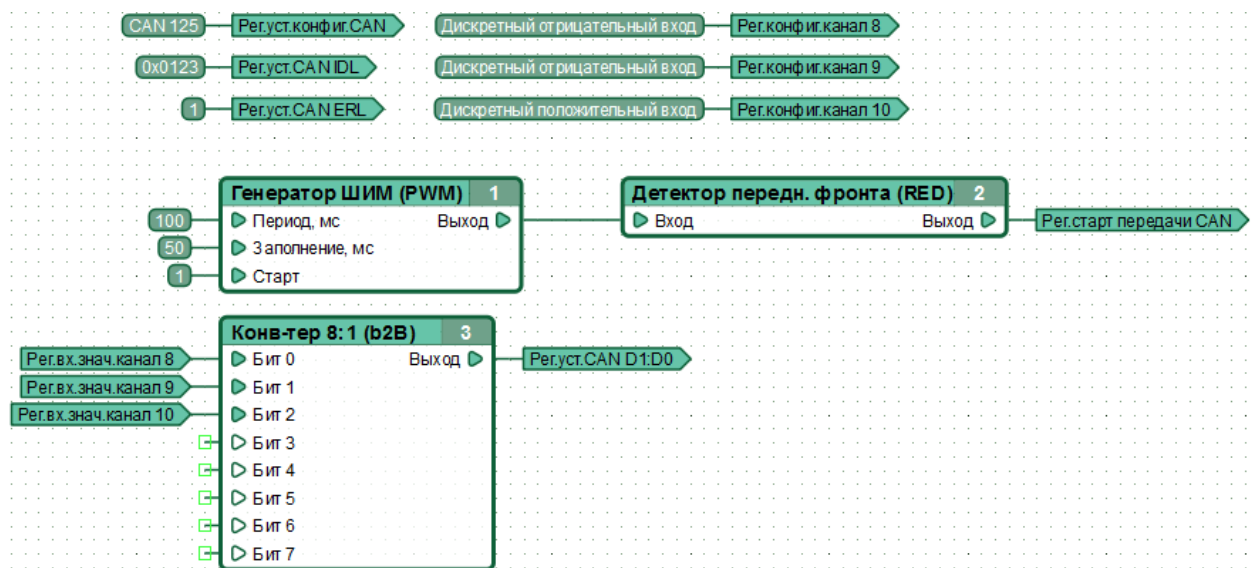 CAN 125 Рег.уст.конфиг.CAN Дискретный отрицательный вход Рег.конфиг.канал 8
0x0123 Рег.уст.CAN IDL Дискретный отрицательный вход Рег.конфиг.канал 9
1 Рег.уст.CAN ERL Дискретный положительный вход Рег.конфиг.канал 10
Генератор ШИМ (PWM) 1 Детектор передн. фронта (RED) 2
100 Период, мс Выход Вход Выход Рег.старт передачи CAN
50 Заполнение, мс
1 Старт
Конв-тер 8:1 (b2B) 3
Рег.вх.знач.канал 8 Бит 0 Выход Рег.уст.CAN D1:D0
Рег.вх.знач.канал 9 Бит 1
Рег.вх.знач.канал 10 Бит 2
Бит 3
Бит 4
Бит 5
Бит 6
Бит 7